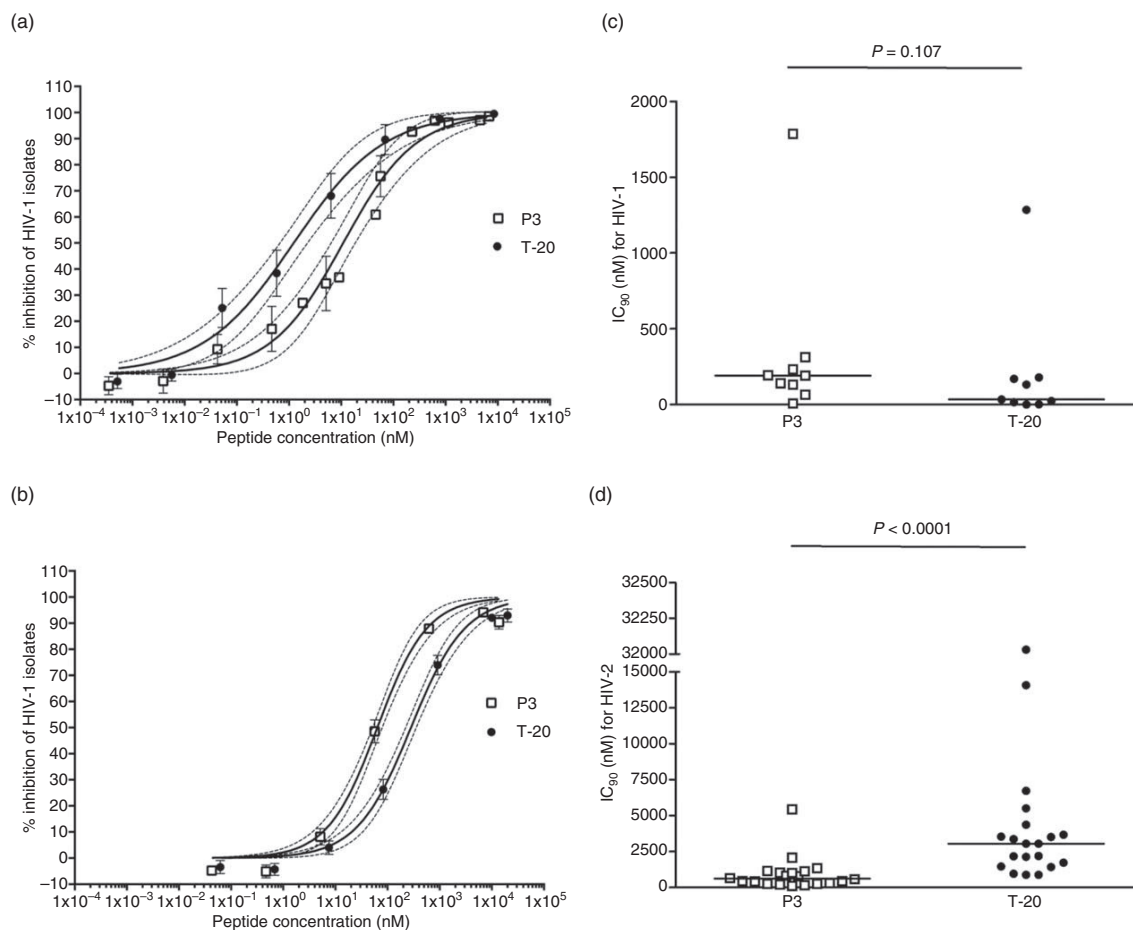 (a)
110
100
90
80
70
60
50
40
30
20
10
0
−10
% inhibition of HIV-1 isolates
P3
T-20
1x10⁻⁴ 1x10⁻³ 1x10⁻² 1x10⁻¹ 1x10⁰ 1x10¹ 1x10² 1x10³ 1x10⁴ 1x10⁵
Peptide concentration (nM)
(c)
P = 0.107
2000
1500
1000
500
0
IC₉₀ (nM) for HIV-1
P3 T-20
(b)
110
100
90
80
70
60
50
40
30
20
10
0
−10
% inhibition of HIV-1 isolates
P3
T-20
1x10⁻³ 1x10⁻² 1x10⁻¹ 1x10⁰ 1x10¹ 1x10² 1x10³ 1x10⁴ 1x10⁵
Peptide concentration (nM)
(d)
P < 0.0001
32500
32250
32000
15000
12500
10000
7500
5000
2500
0
IC₉₀ (nM) for HIV-2
P3 T-20